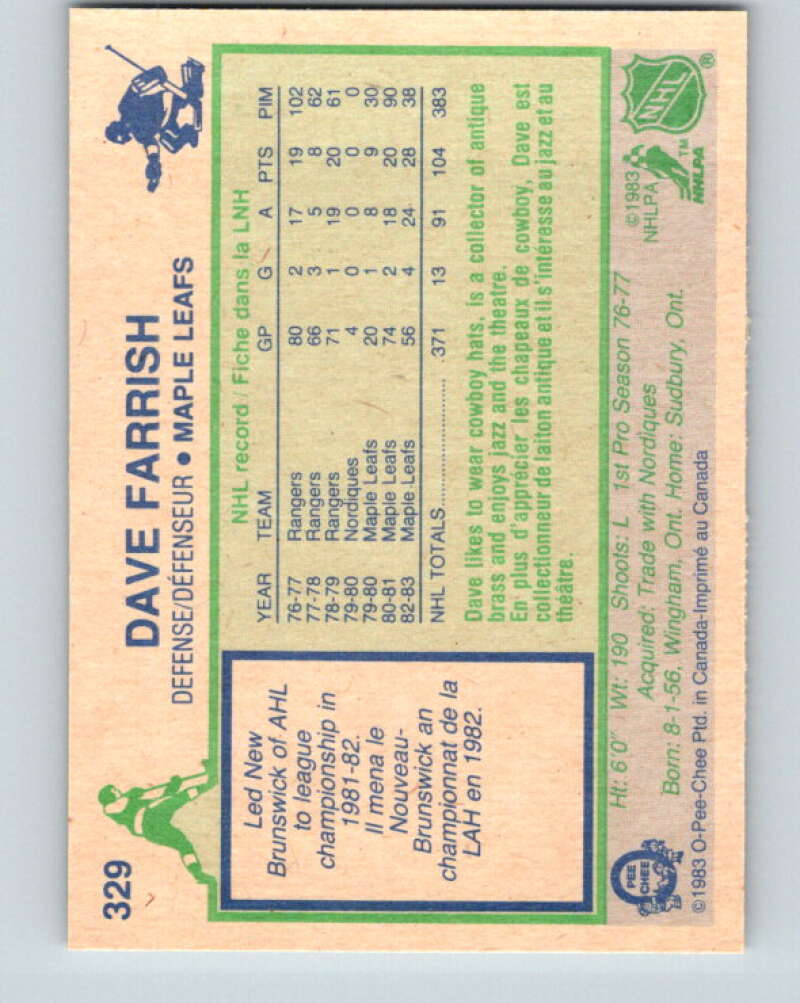 329
DAVE FARRISH
DEFENSE/DÉFENSEUR • MAPLE LEAFS
Led New
Brunswick of AHL
to league
championship in
1981-82.
Il mena le
Nouveau-
Brunswick an
championnat de la
LAH en 1982.
NHL record / Fiche dans la LNH
YEAR TEAM GP G A PTS PIM
76-77 Rangers 80 2 17 19 102
77-78 Rangers 66 3 5 8 62
78-79 Rangers 71 1 19 20 61
79-80 Nordiques 4 0 0 0 0
79-80 Maple Leafs 20 1 8 9 30
80-81 Maple Leafs 74 2 18 20 90
82-83 Maple Leafs 56 4 24 28 38
NHL TOTALS 371 13 91 104 383
Dave likes to wear cowboy hats, is a collector of antique
brass and enjoys jazz and the theatre.
En plus d'apprécier les chapeaux de cowboy, Dave est
collectionneur de laiton antique et il s'intéresse au jazz et au
théâtre.
Ht: 6'0" Wt: 190 Shoots: L 1st Pro Season 76-77
Acquired: Trade with Nordiques
Born: 8-1-56, Wingham, Ont. Home: Sudbury, Ont.
©1983 O-Pee-Chee Ptd. in Canada-Imprimé au Canada
O PEE CHEE
©1983
NHLPA
NHL ®
TM
NHLPA